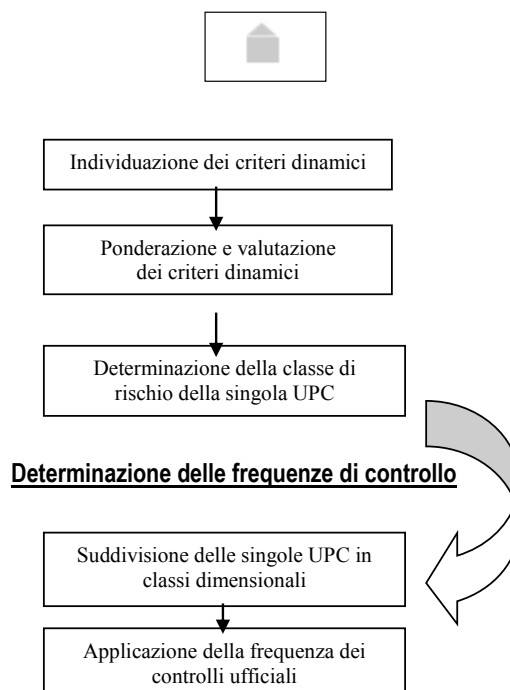 Individuazione dei criteri dinamici
Ponderazione e valutazione
dei criteri dinamici
Determinazione della classe di
rischio della singola UPC
Determinazione delle frequenze di controllo
Suddivisione delle singole UPC in
classi dimensionali
Applicazione della frequenza dei
controlli ufficiali